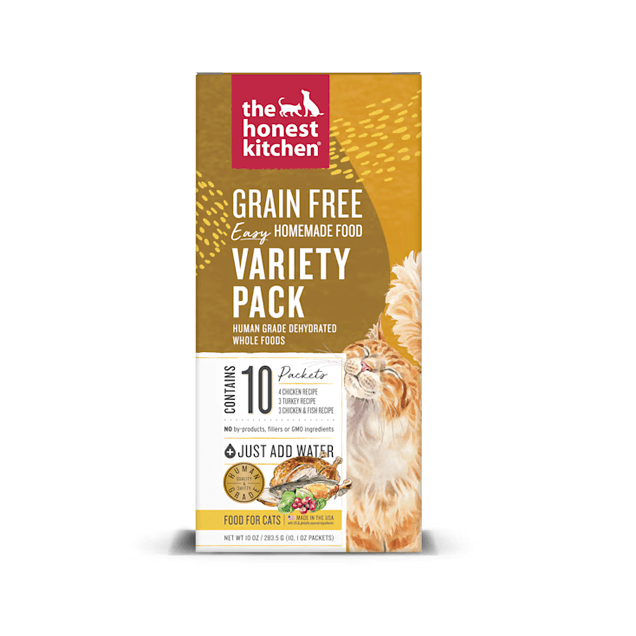 the
honest
kitchen®
GRAIN FREE
Easy HOMEMADE FOOD
VARIETY
PACK
HUMAN GRADE DEHYDRATED
WHOLE FOODS
CONTAINS
10
Packets
4 CHICKEN RECIPE
3 TURKEY RECIPE
3 CHICKEN & FISH RECIPE
NO by-products, fillers or GMO ingredients
+JUST ADD WATER
HUMAN GRADE
QUALITY & SAFETY
FOOD FOR CATS
MADE IN THE USA
NET WT 10 OZ / 283.5 G (10, 1 OZ PACKETS)